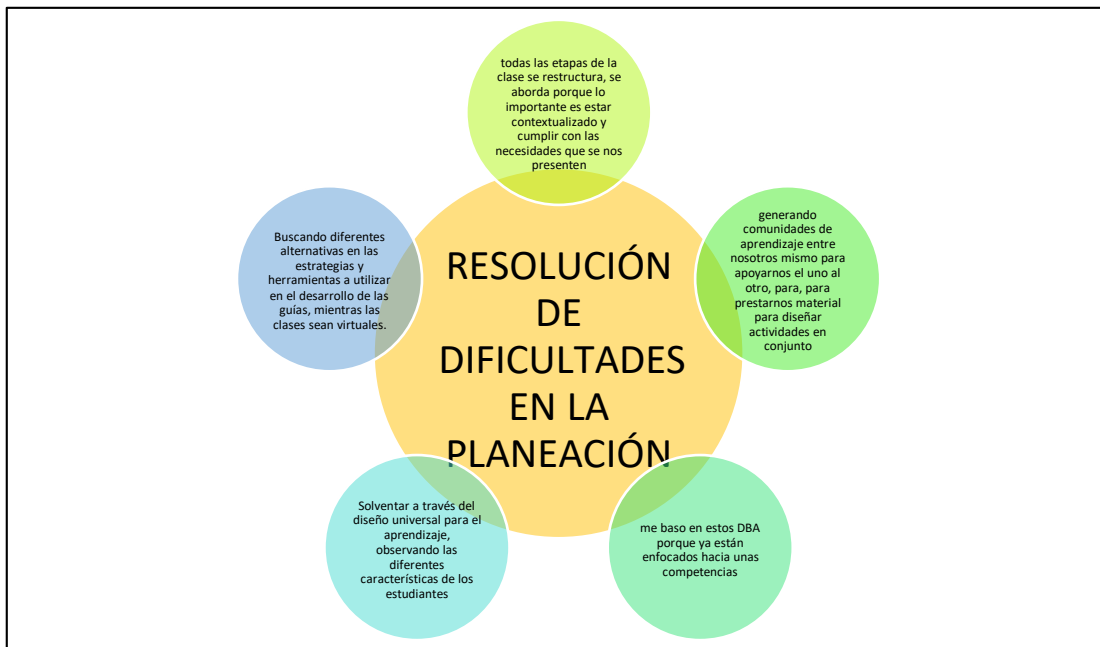 todas las etapas de la
clase se restructura, se
aborda porque lo
importante es estar
contextualizado y
cumplir con las
necesidades que se nos
presenten
generando
comunidades de
aprendizaje entre
nosotros mismo para
apoyarnos el uno al
otro, para, para
prestarnos material
para diseñar
actividades en
conjunto
me baso en estos DBA
porque ya están
enfocados hacia unas
competencias
Solventar a través del
diseño universal para el
aprendizaje,
observando las
diferentes
características de los
estudiantes
Buscando diferentes
alternativas en las
estrategias y
herramientas a utilizar
en el desarrollo de las
guías, mientras las
clases sean virtuales.
RESOLUCIÓN
DE
DIFICULTADES
EN LA
PLANEACIÓN